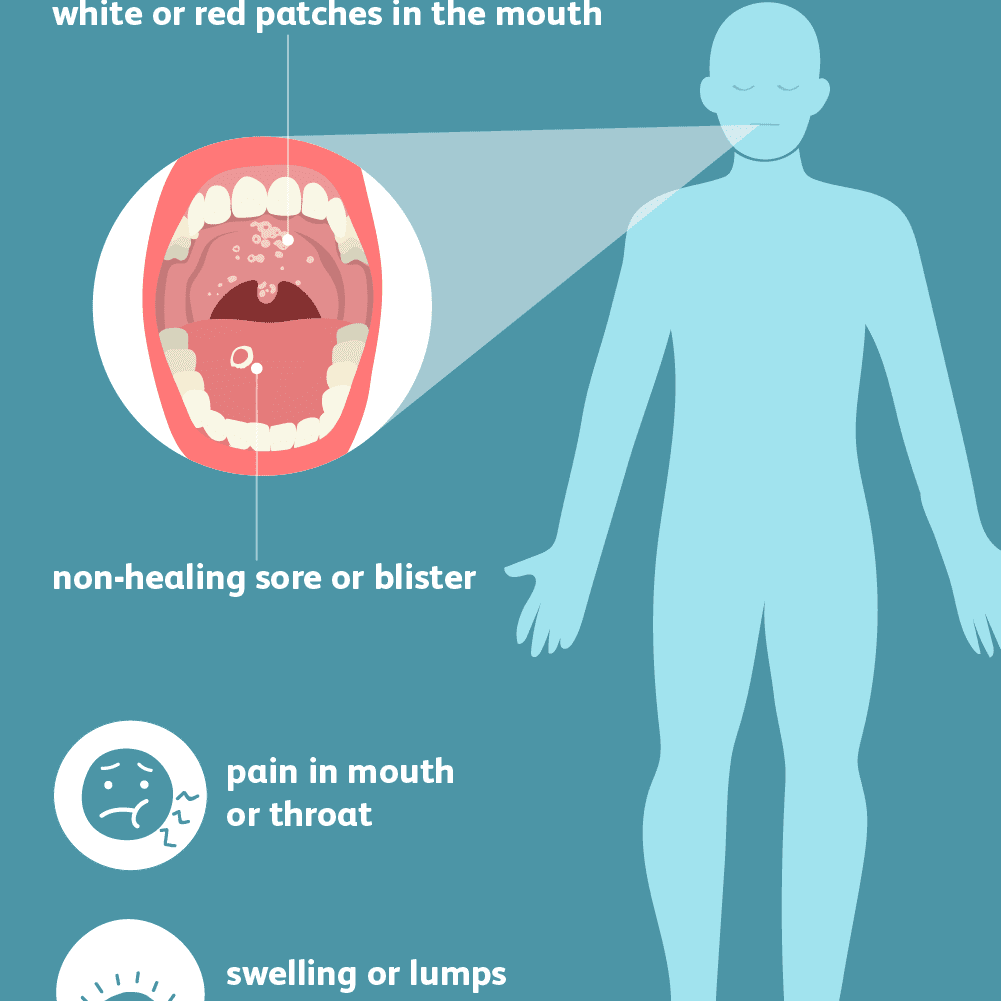 white or red patches in the mouth
non-healing sore or blister
pain in mouth
or throat
swelling or lumps